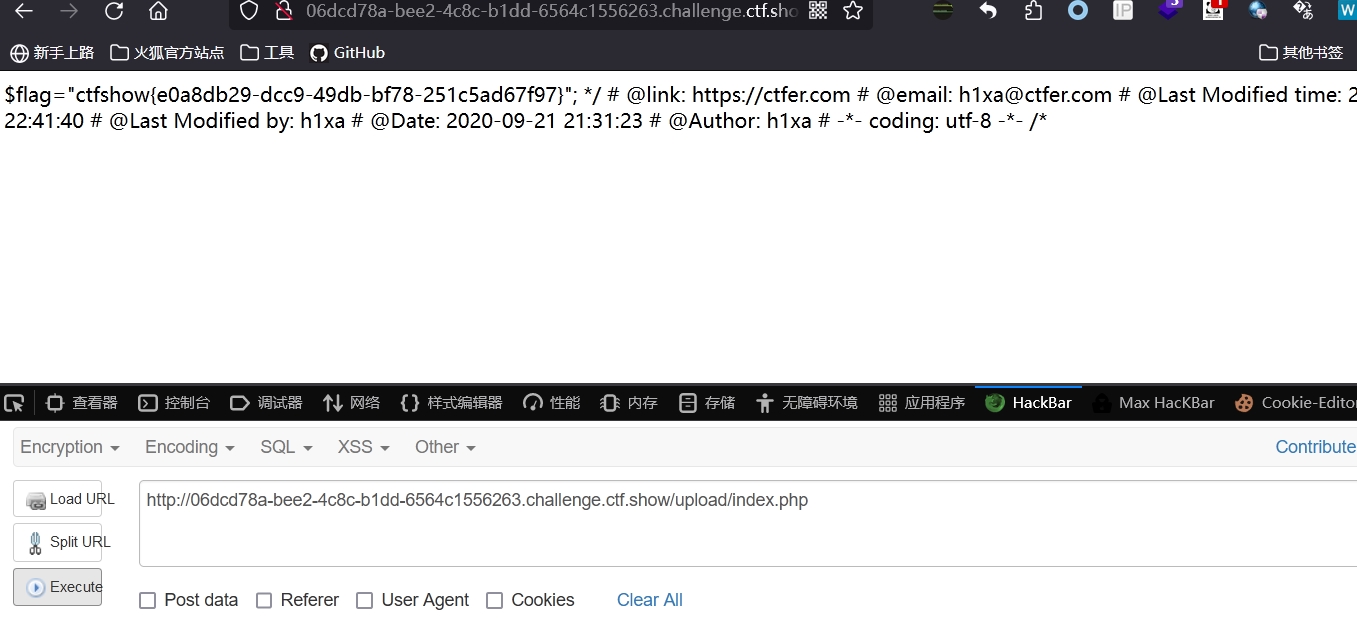 06dcd78a-bee2-4c8c-b1dd-6564c1556263.challenge.ctf.sho
新手上路 火狐官方站点 工具 GitHub 其他书签
$flag="ctfshow{e0a8db29-dcc9-49db-bf78-251c5ad67f97}"; */ # @link: https://ctfer.com # @email: h1xa@ctfer.com # @Last Modified time: 2
22:41:40 # @Last Modified by: h1xa # @Date: 2020-09-21 21:31:23 # @Author: h1xa # -*- coding: utf-8 -*- /*
查看器 控制台 调试器 网络 样式编辑器 性能 内存 存储 无障碍环境 应用程序 HackBar Max HacKBar Cookie-Editor
Encryption Encoding SQL XSS Other Contribute
Load URL http://06dcd78a-bee2-4c8c-b1dd-6564c1556263.challenge.ctf.show/upload/index.php
Split URL
Execute
Post data Referer User Agent Cookies Clear All